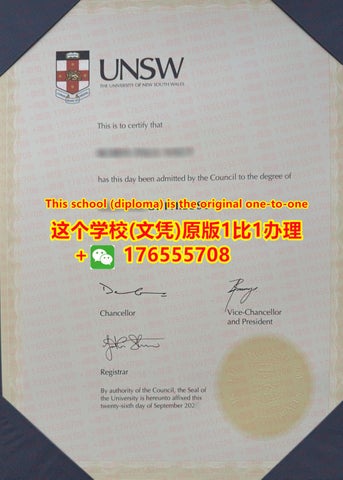 UNSW
THE UNIVERSITY OF NEW SOUTH WALES
This is to certify that
has this day been admitted by the Council to the degree of
This school (diploma) is the original one-to-one
这个学校(文凭)原版1比1办理
+ 176555708
Chancellor
Vice-Chancellor
and President
Registrar
By authority of the Council, the Seal of
the University is hereunto affixed this
twenty-sixth day of September 202